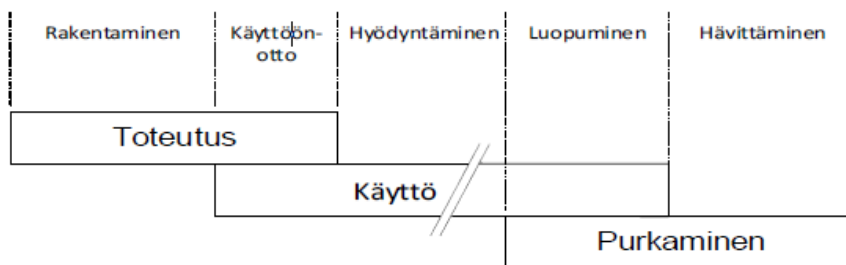 Rakentaminen
Käyttöön-
otto
Hyödyntäminen
Luopuminen
Hävittäminen
Toteutus
Käyttö
Purkaminen